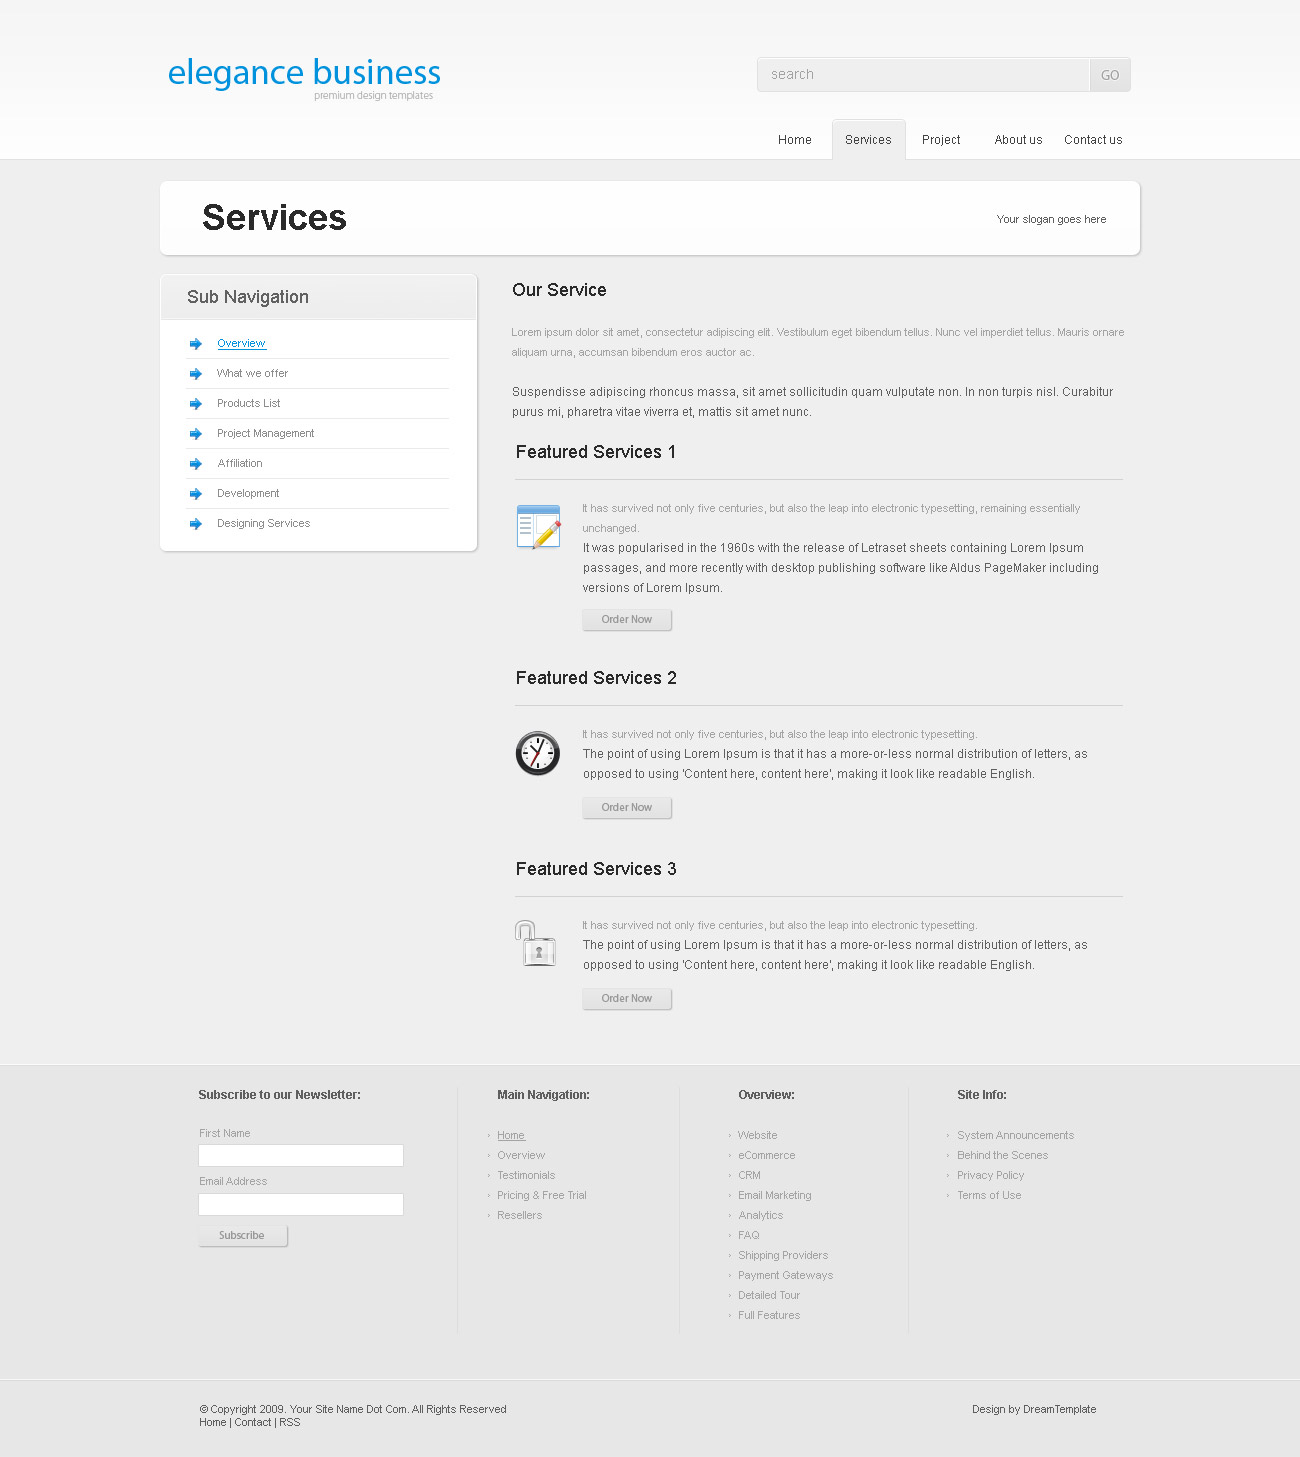 elegance business
premium design templates
search
GO
Home
Services
Project
About us
Contact us
Services
Your slogan goes here
Sub Navigation
Overview
What we offer
Products List
Project Management
Affiliation
Development
Designing Services
Our Service
Lorem ipsum dolor sit amet, consectetur adipiscing elit. Vestibulum eget bibendum tellus. Nunc vel imperdiet tellus. Mauris ornare
aliquam urna, accumsan bibendum eros auctor ac.
Suspendisse adipiscing rhoncus massa, sit amet sollicitudin quam vulputate non. In non turpis nisl. Curabitur
purus mi, pharetra vitae viverra et, mattis sit amet nunc.
Featured Services 1
It has survived not only five centuries, but also the leap into electronic typesetting, remaining essentially
unchanged.
It was popularised in the 1960s with the release of Letraset sheets containing Lorem Ipsum
passages, and more recently with desktop publishing software like Aldus PageMaker including
versions of Lorem Ipsum.
Order Now
Featured Services 2
It has survived not only five centuries, but also the leap into electronic typesetting.
The point of using Lorem Ipsum is that it has a more-or-less normal distribution of letters, as
opposed to using 'Content here, content here', making it look like readable English.
Order Now
Featured Services 3
It has survived not only five centuries, but also the leap into electronic typesetting.
The point of using Lorem Ipsum is that it has a more-or-less normal distribution of letters, as
opposed to using 'Content here, content here', making it look like readable English.
Order Now
Subscribe to our Newsletter:
First Name
Email Address
Subscribe
Main Navigation:
Home
Overview
Testimonials
Pricing & Free Trial
Resellers
Overview:
Website
eCommerce
CRM
Email Marketing
Analytics
FAQ
Shipping Providers
Payment Gateways
Detailed Tour
Full Features
Site Info:
System Announcements
Behind the Scenes
Privacy Policy
Terms of Use
© Copyright 2009. Your Site Name Dot Com. All Rights Reserved
Home | Contact | RSS
Design by DreamTemplate